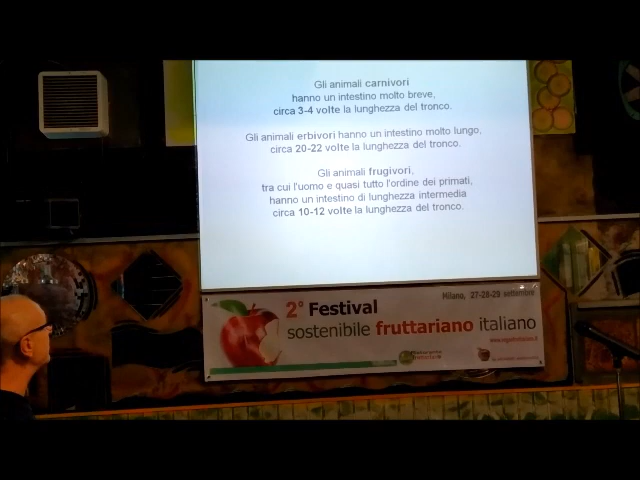 Gli animali carnivori
hanno un intestino molto breve,
circa 3-4 volte la lunghezza del tronco.
Gli animali erbivori hanno un intestino molto lungo,
circa 20-22 volte la lunghezza del tronco.
Gli animali frugivori,
tra cui l'uomo e quasi tutto l'ordine dei primati,
hanno un intestino di lunghezza intermedia
circa 10-12 volte la lunghezza del tronco.
Milano, 27-28-29 settembre
2° Festival
sostenibile fruttariano italiano